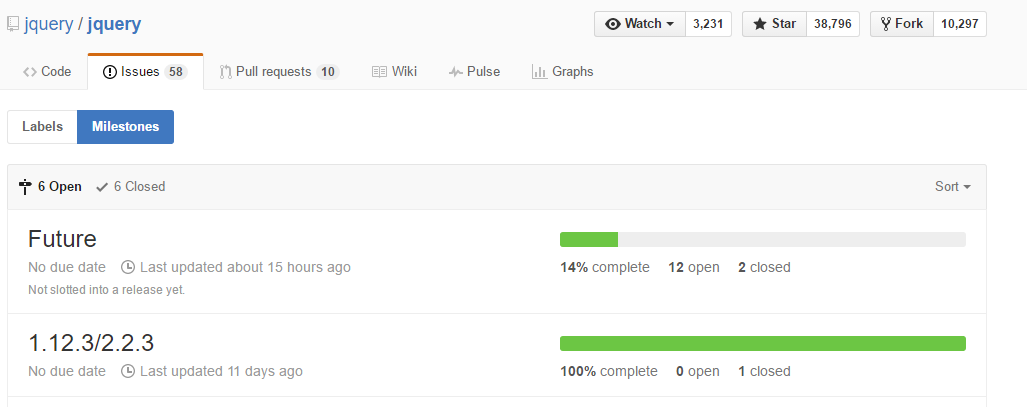 jquery / jquery
Watch 3,231 Star 38,796 Fork 10,297
Code Issues 58 Pull requests 10 Wiki Pulse Graphs
Labels Milestones
6 Open 6 Closed Sort
Future
No due date Last updated about 15 hours ago 14% complete 12 open 2 closed
Not slotted into a release yet.
1.12.3/2.2.3
No due date Last updated 11 days ago 100% complete 0 open 1 closed